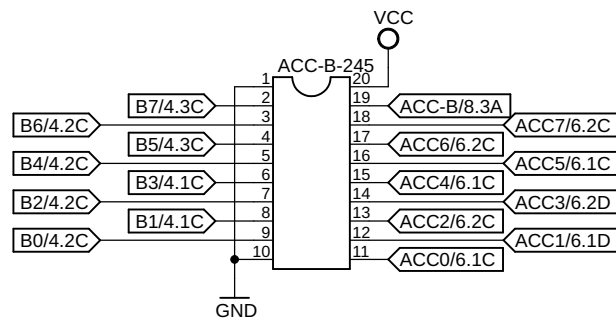 VCC
ACC-B-245
1 20
B7/4.3C 2 19 ACC-B/8.3A
B6/4.2C 3 18 ACC7/6.2C
B5/4.3C 4 17 ACC6/6.2C
B4/4.2C 5 16 ACC5/6.1C
B3/4.1C 6 15 ACC4/6.1C
B2/4.2C 7 14 ACC3/6.2D
B1/4.1C 8 13 ACC2/6.2C
B0/4.2C 9 12 ACC1/6.1D
10 11 ACC0/6.1C
GND